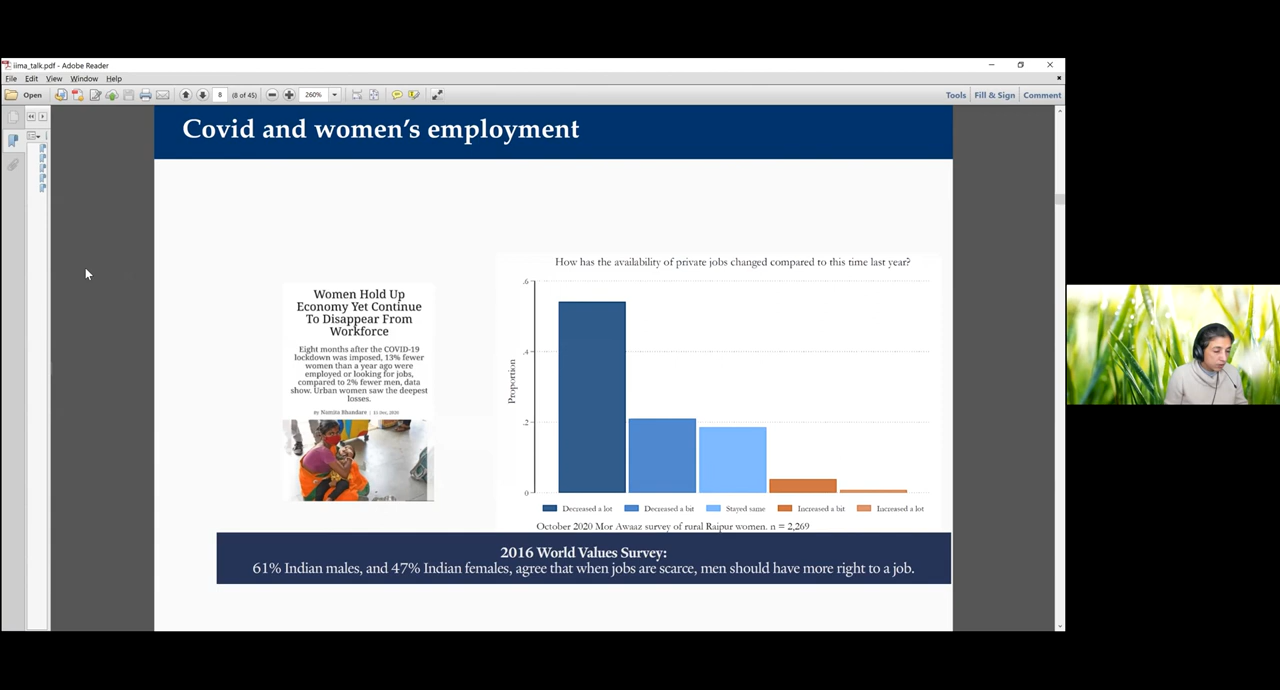 iima_talk.pdf - Adobe Reader
File Edit View Window Help
Open 8 (8 of 45) 260% Tools Fill & Sign Comment
Covid and women's employment
Women Hold Up
Economy Yet Continue
To Disappear From
Workforce
Eight months after the COVID-19
lockdown was imposed, 13% fewer
women than a year ago were
employed or looking for jobs,
compared to 2% fewer men, data
show. Urban women saw the deepest
losses.
By Namita Bhandare | 11 Dec, 2020
How has the availability of private jobs changed compared to this time last year?
Proportion
.6
.4
.2
0
Decreased a lot Decreased a bit Stayed same Increased a bit Increased a lot
October 2020 Mor Awaaz survey of rural Raipur women. n = 2,269
2016 World Values Survey:
61% Indian males, and 47% Indian females, agree that when jobs are scarce, men should have more right to a job.